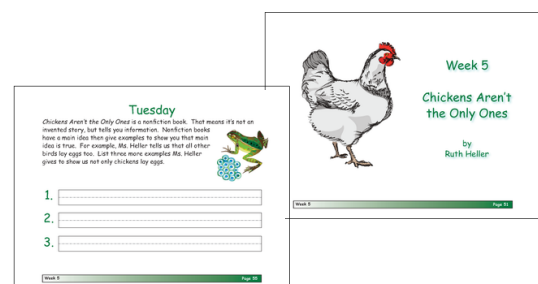 Week 5
Chickens Aren't
the Only Ones
by
Ruth Heller
Week 5 Page 51
Tuesday
Chickens Aren't the Only Ones is a nonfiction book. That means it's not an
invented story, but tells you information. Nonfiction books
have a main idea then give examples to show you that main
idea is true. For example, Ms. Heller tells us that all other
birds lay eggs too. List three more examples Ms. Heller
gives to show us not only chickens lay eggs.
1.
2.
3.
Week 5 Page